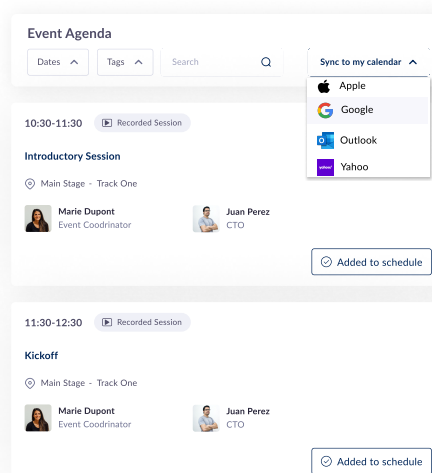 Event Agenda
Dates Tags Search Sync to my calendar
Apple
Google
Outlook
yahoo! Yahoo
10:30-11:30 Recorded Session
Introductory Session
Main Stage - Track One
Marie Dupont Juan Perez
Event Coodrinator CTO
Added to schedule
11:30-12:30 Recorded Session
Kickoff
Main Stage - Track One
Marie Dupont Juan Perez
Event Coodrinator CTO
Added to schedule